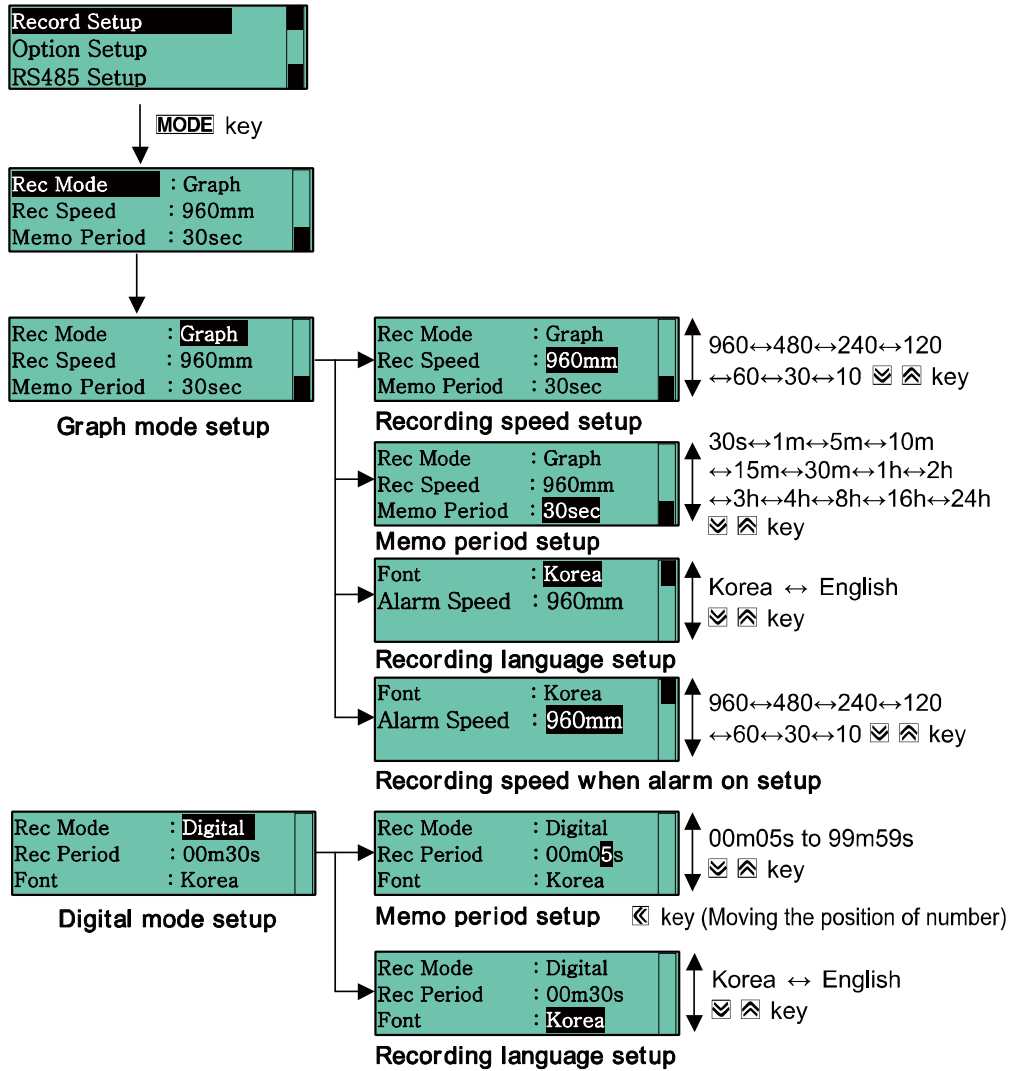 Record Setup
Option Setup
RS485 Setup
MODE key
Rec Mode : Graph
Rec Speed : 960mm
Memo Period : 30sec
Rec Mode : Graph
Rec Speed : 960mm
Memo Period : 30sec
Graph mode setup
Rec Mode : Graph
Rec Speed : 960mm
Memo Period : 30sec
960↔480↔240↔120
↔60↔30↔10 key
Recording speed setup
Rec Mode : Graph
Rec Speed : 960mm
Memo Period : 30sec
30s↔1m↔5m↔10m
↔15m↔30m↔1h↔2h
↔3h↔4h↔8h↔16h↔24h
key
Memo period setup
Font : Korea
Alarm Speed : 960mm
Korea ↔ English
key
Recording language setup
Font : Korea
Alarm Speed : 960mm
960↔480↔240↔120
↔60↔30↔10 key
Recording speed when alarm on setup
Rec Mode : Digital
Rec Period : 00m30s
Font : Korea
Digital mode setup
Rec Mode : Digital
Rec Period : 00m05s
Font : Korea
00m05s to 99m59s
key
Memo period setup
key (Moving the position of number)
Rec Mode : Digital
Rec Period : 00m30s
Font : Korea
Korea ↔ English
key
Recording language setup